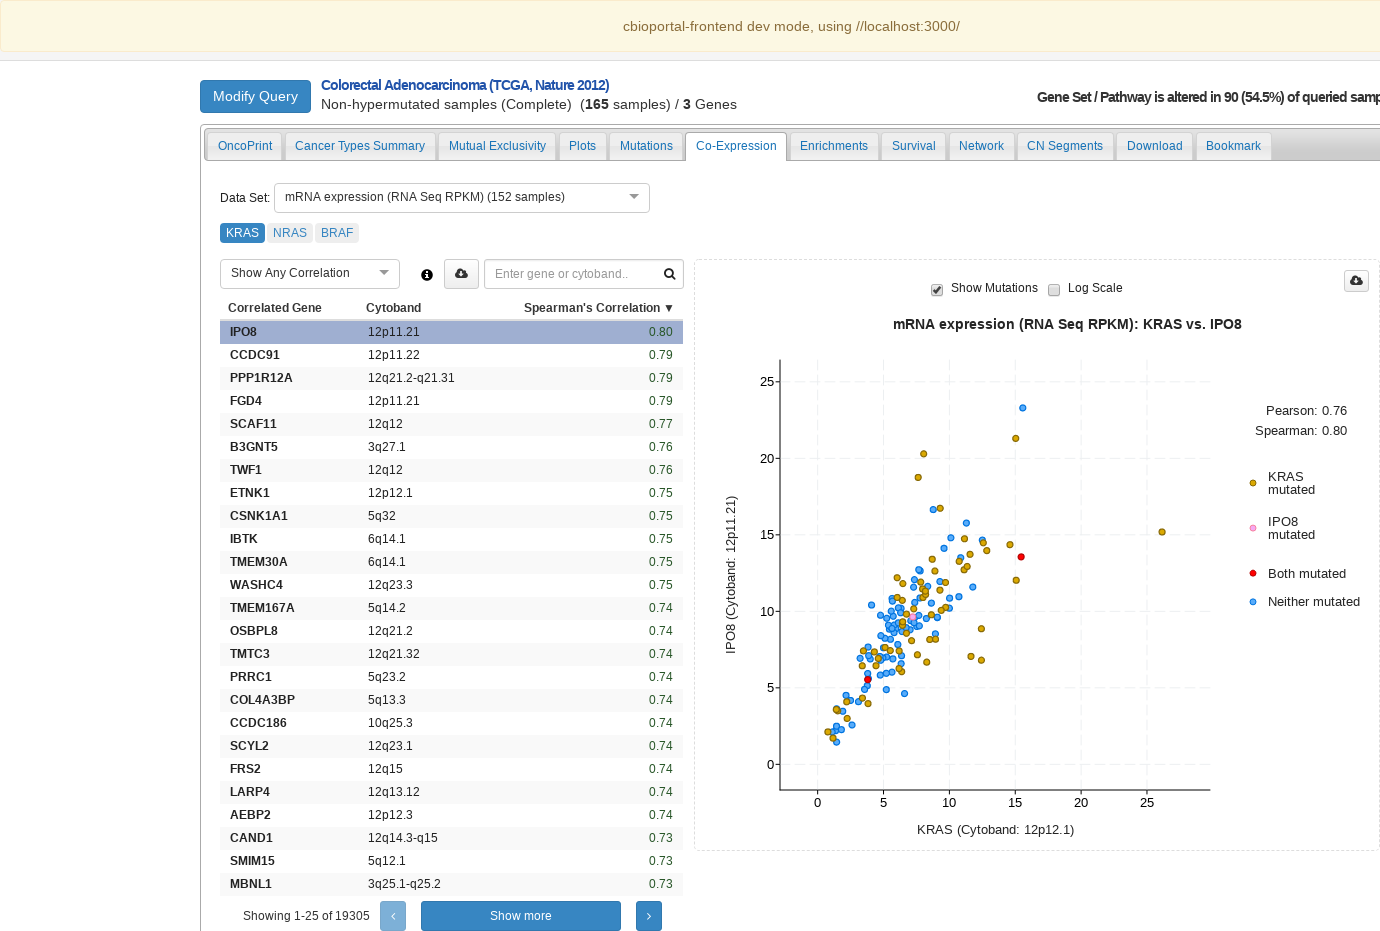 cbioportal-frontend dev mode, using //localhost:3000/
Modify Query
Colorectal Adenocarcinoma (TCGA, Nature 2012)
Non-hypermutated samples (Complete) (165 samples) / 3 Genes
Gene Set / Pathway is altered in 90 (54.5%) of queried samp
OncoPrint Cancer Types Summary Mutual Exclusivity Plots Mutations Co-Expression Enrichments Survival Network CN Segments Download Bookmark
Data Set: mRNA expression (RNA Seq RPKM) (152 samples)
KRAS NRAS BRAF
Show Any Correlation Enter gene or cytoband..
Correlated Gene Cytoband Spearman's Correlation ▼
IPO8 12p11.21 0.80
CCDC91 12p11.22 0.79
PPP1R12A 12q21.2-q21.31 0.79
FGD4 12p11.21 0.79
SCAF11 12q12 0.77
B3GNT5 3q27.1 0.76
TWF1 12q12 0.76
ETNK1 12p12.1 0.75
CSNK1A1 5q32 0.75
IBTK 6q14.1 0.75
TMEM30A 6q14.1 0.75
WASHC4 12q23.3 0.75
TMEM167A 5q14.2 0.74
OSBPL8 12q21.2 0.74
TMTC3 12q21.32 0.74
PRRC1 5q23.2 0.74
COL4A3BP 5q13.3 0.74
CCDC186 10q25.3 0.74
SCYL2 12q23.1 0.74
FRS2 12q15 0.74
LARP4 12q13.12 0.74
AEBP2 12p12.3 0.74
CAND1 12q14.3-q15 0.73
SMIM15 5q12.1 0.73
MBNL1 3q25.1-q25.2 0.73
Showing 1-25 of 19305 ‹ Show more ›
Show Mutations Log Scale
mRNA expression (RNA Seq RPKM): KRAS vs. IPO8
25
20
15
10
5
0
IPO8 (Cytoband: 12p11.21)
0 5 10 15 20 25
KRAS (Cytoband: 12p12.1)
Pearson: 0.76
Spearman: 0.80
KRAS
mutated
IPO8
mutated
Both mutated
Neither mutated